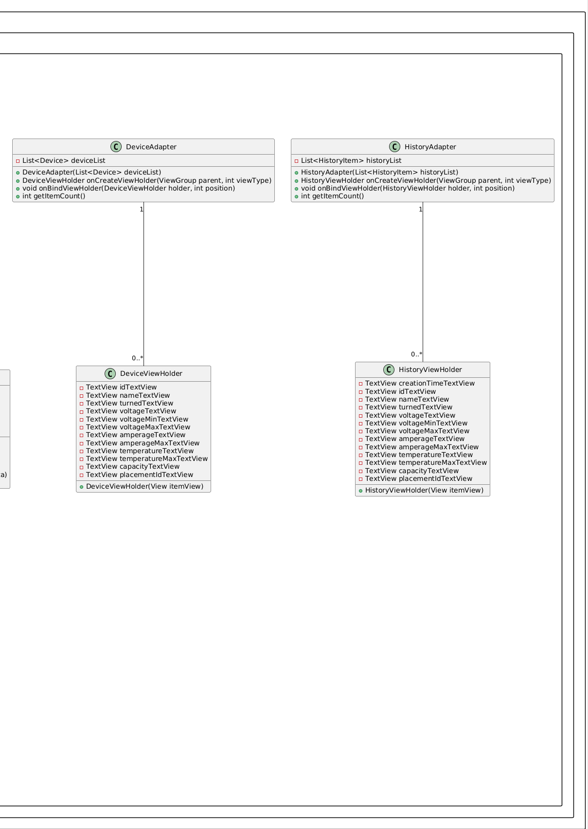 C DeviceAdapter
List<Device> deviceList
DeviceAdapter(List<Device> deviceList)
DeviceViewHolder onCreateViewHolder(ViewGroup parent, int viewType)
void onBindViewHolder(DeviceViewHolder holder, int position)
int getItemCount()
C HistoryAdapter
List<HistoryItem> historyList
HistoryAdapter(List<HistoryItem> historyList)
HistoryViewHolder onCreateViewHolder(ViewGroup parent, int viewType)
void onBindViewHolder(HistoryViewHolder holder, int position)
int getItemCount()
1
1
0..*
0..*
C DeviceViewHolder
TextView idTextView
TextView nameTextView
TextView turnedTextView
TextView voltageTextView
TextView voltageMinTextView
TextView voltageMaxTextView
TextView amperageTextView
TextView amperageMaxTextView
TextView temperatureTextView
TextView temperatureMaxTextView
TextView capacityTextView
TextView placementIdTextView
DeviceViewHolder(View itemView)
C HistoryViewHolder
TextView creationTimeTextView
TextView idTextView
TextView nameTextView
TextView turnedTextView
TextView voltageTextView
TextView voltageMinTextView
TextView voltageMaxTextView
TextView amperageTextView
TextView amperageMaxTextView
TextView temperatureTextView
TextView temperatureMaxTextView
TextView capacityTextView
TextView placementIdTextView
HistoryViewHolder(View itemView)
a)